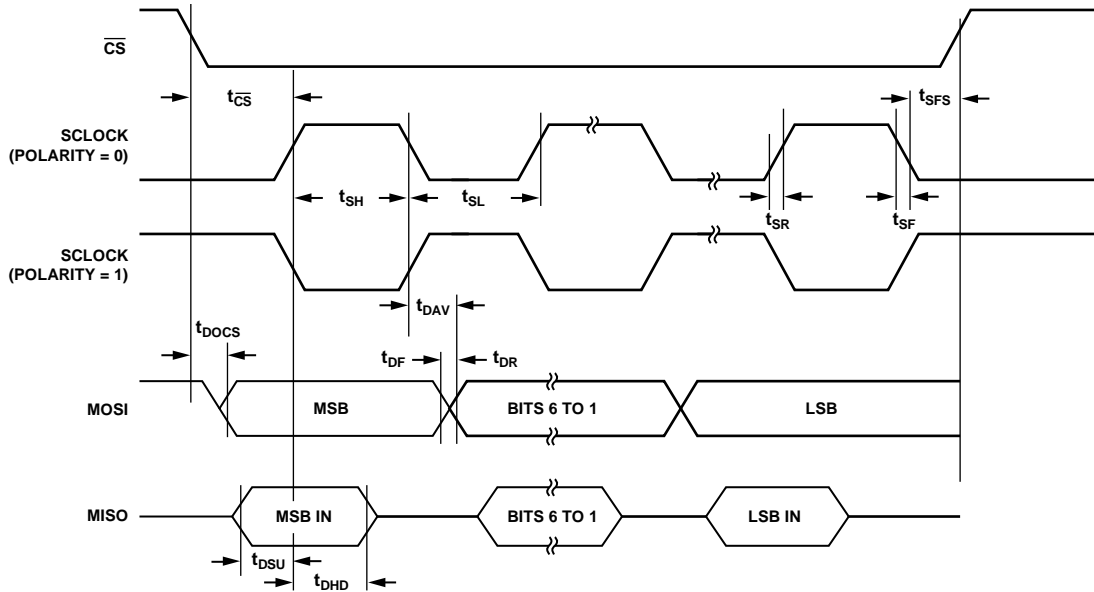 CS
tCS
tSFS
SCLOCK
(POLARITY = 0)
tSH
tSL
tSR
tSF
SCLOCK
(POLARITY = 1)
tDAV
tDOCS
tDF
tDR
MOSI
MSB
BITS 6 TO 1
LSB
MISO
MSB IN
BITS 6 TO 1
LSB IN
tDSU
tDHD